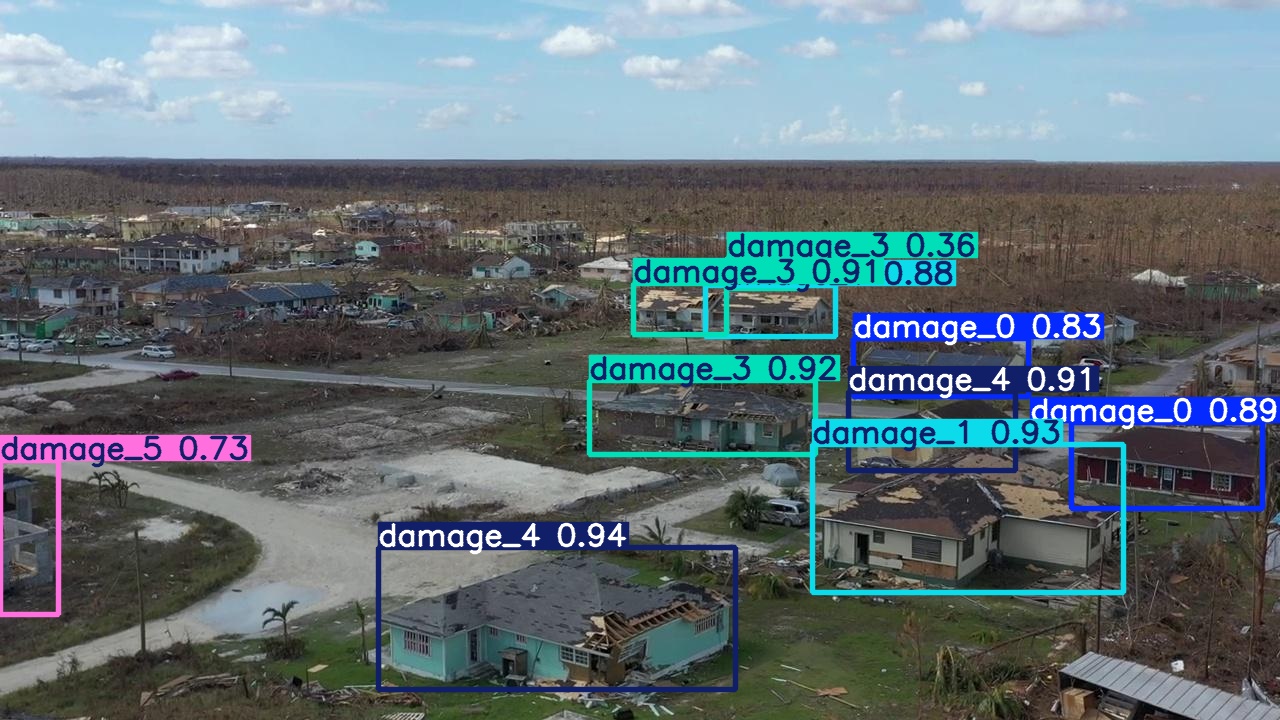 damage_3 0.36
damage_3 0.91
0.88
damage_0 0.83
damage_3 0.92
damage_4 0.91
damage_0 0.89
damage_1 0.93
damage_5 0.73
damage_4 0.94